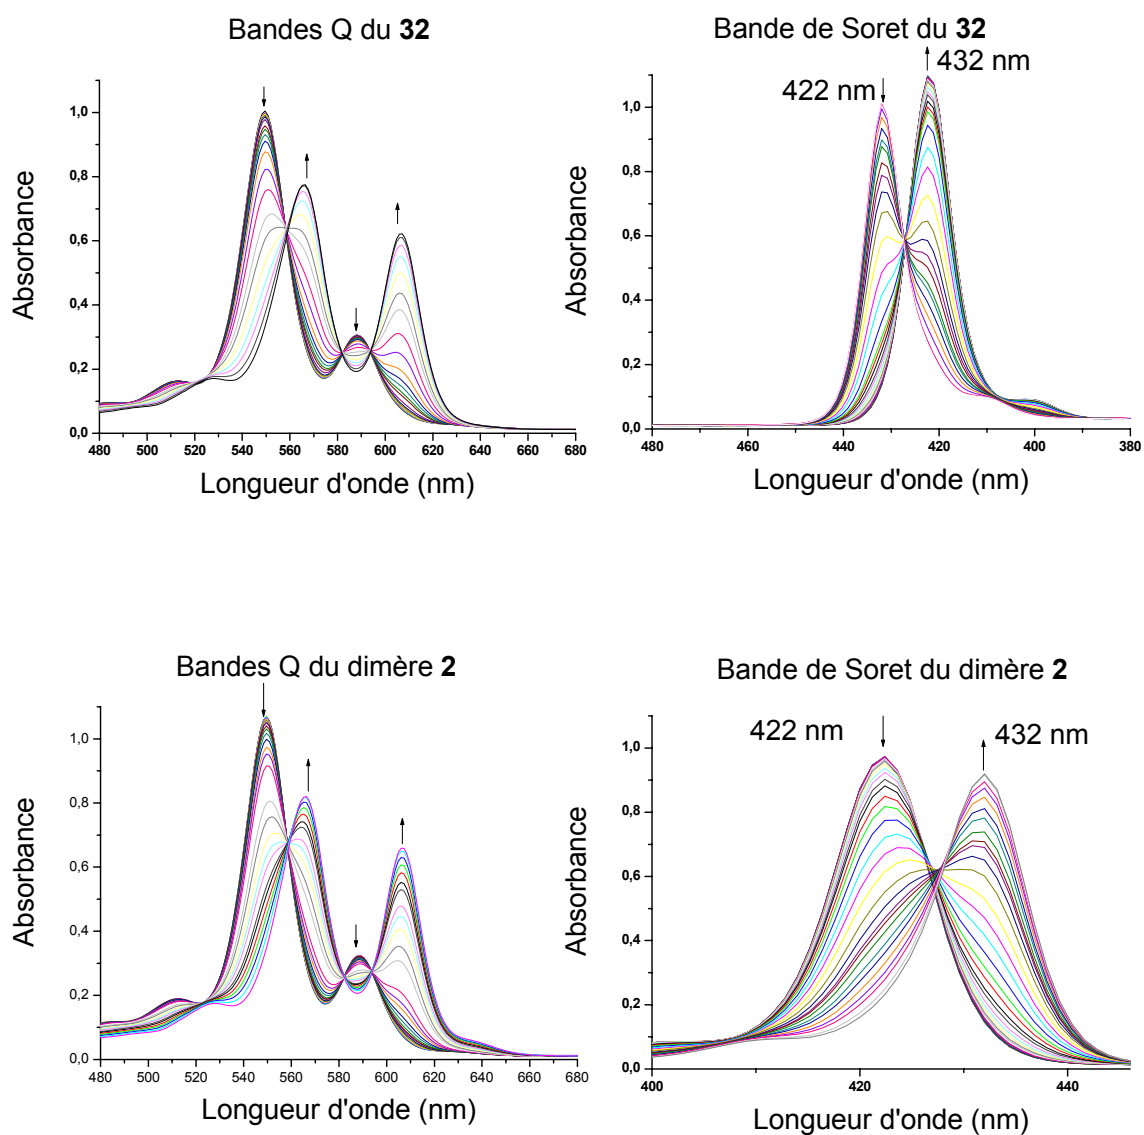 Bandes Q du 32
Absorbance
1,0
0,8
0,6
0,4
0,2
0,0
480 500 520 540 560 580 600 620 640 660 680
Longueur d'onde (nm)
Bande de Soret du 32
422 nm
432 nm
Absorbance
1,0
0,8
0,6
0,4
0,2
0,0
480 460 440 420 400 380
Longueur d'onde (nm)
Bandes Q du dimère 2
Absorbance
1,0
0,8
0,6
0,4
0,2
0,0
480 500 520 540 560 580 600 620 640 660 680
Longueur d'onde (nm)
Bande de Soret du dimère 2
422 nm
432 nm
Absorbance
1,0
0,8
0,6
0,4
0,2
0,0
400 420 440
Longueur d'onde (nm)